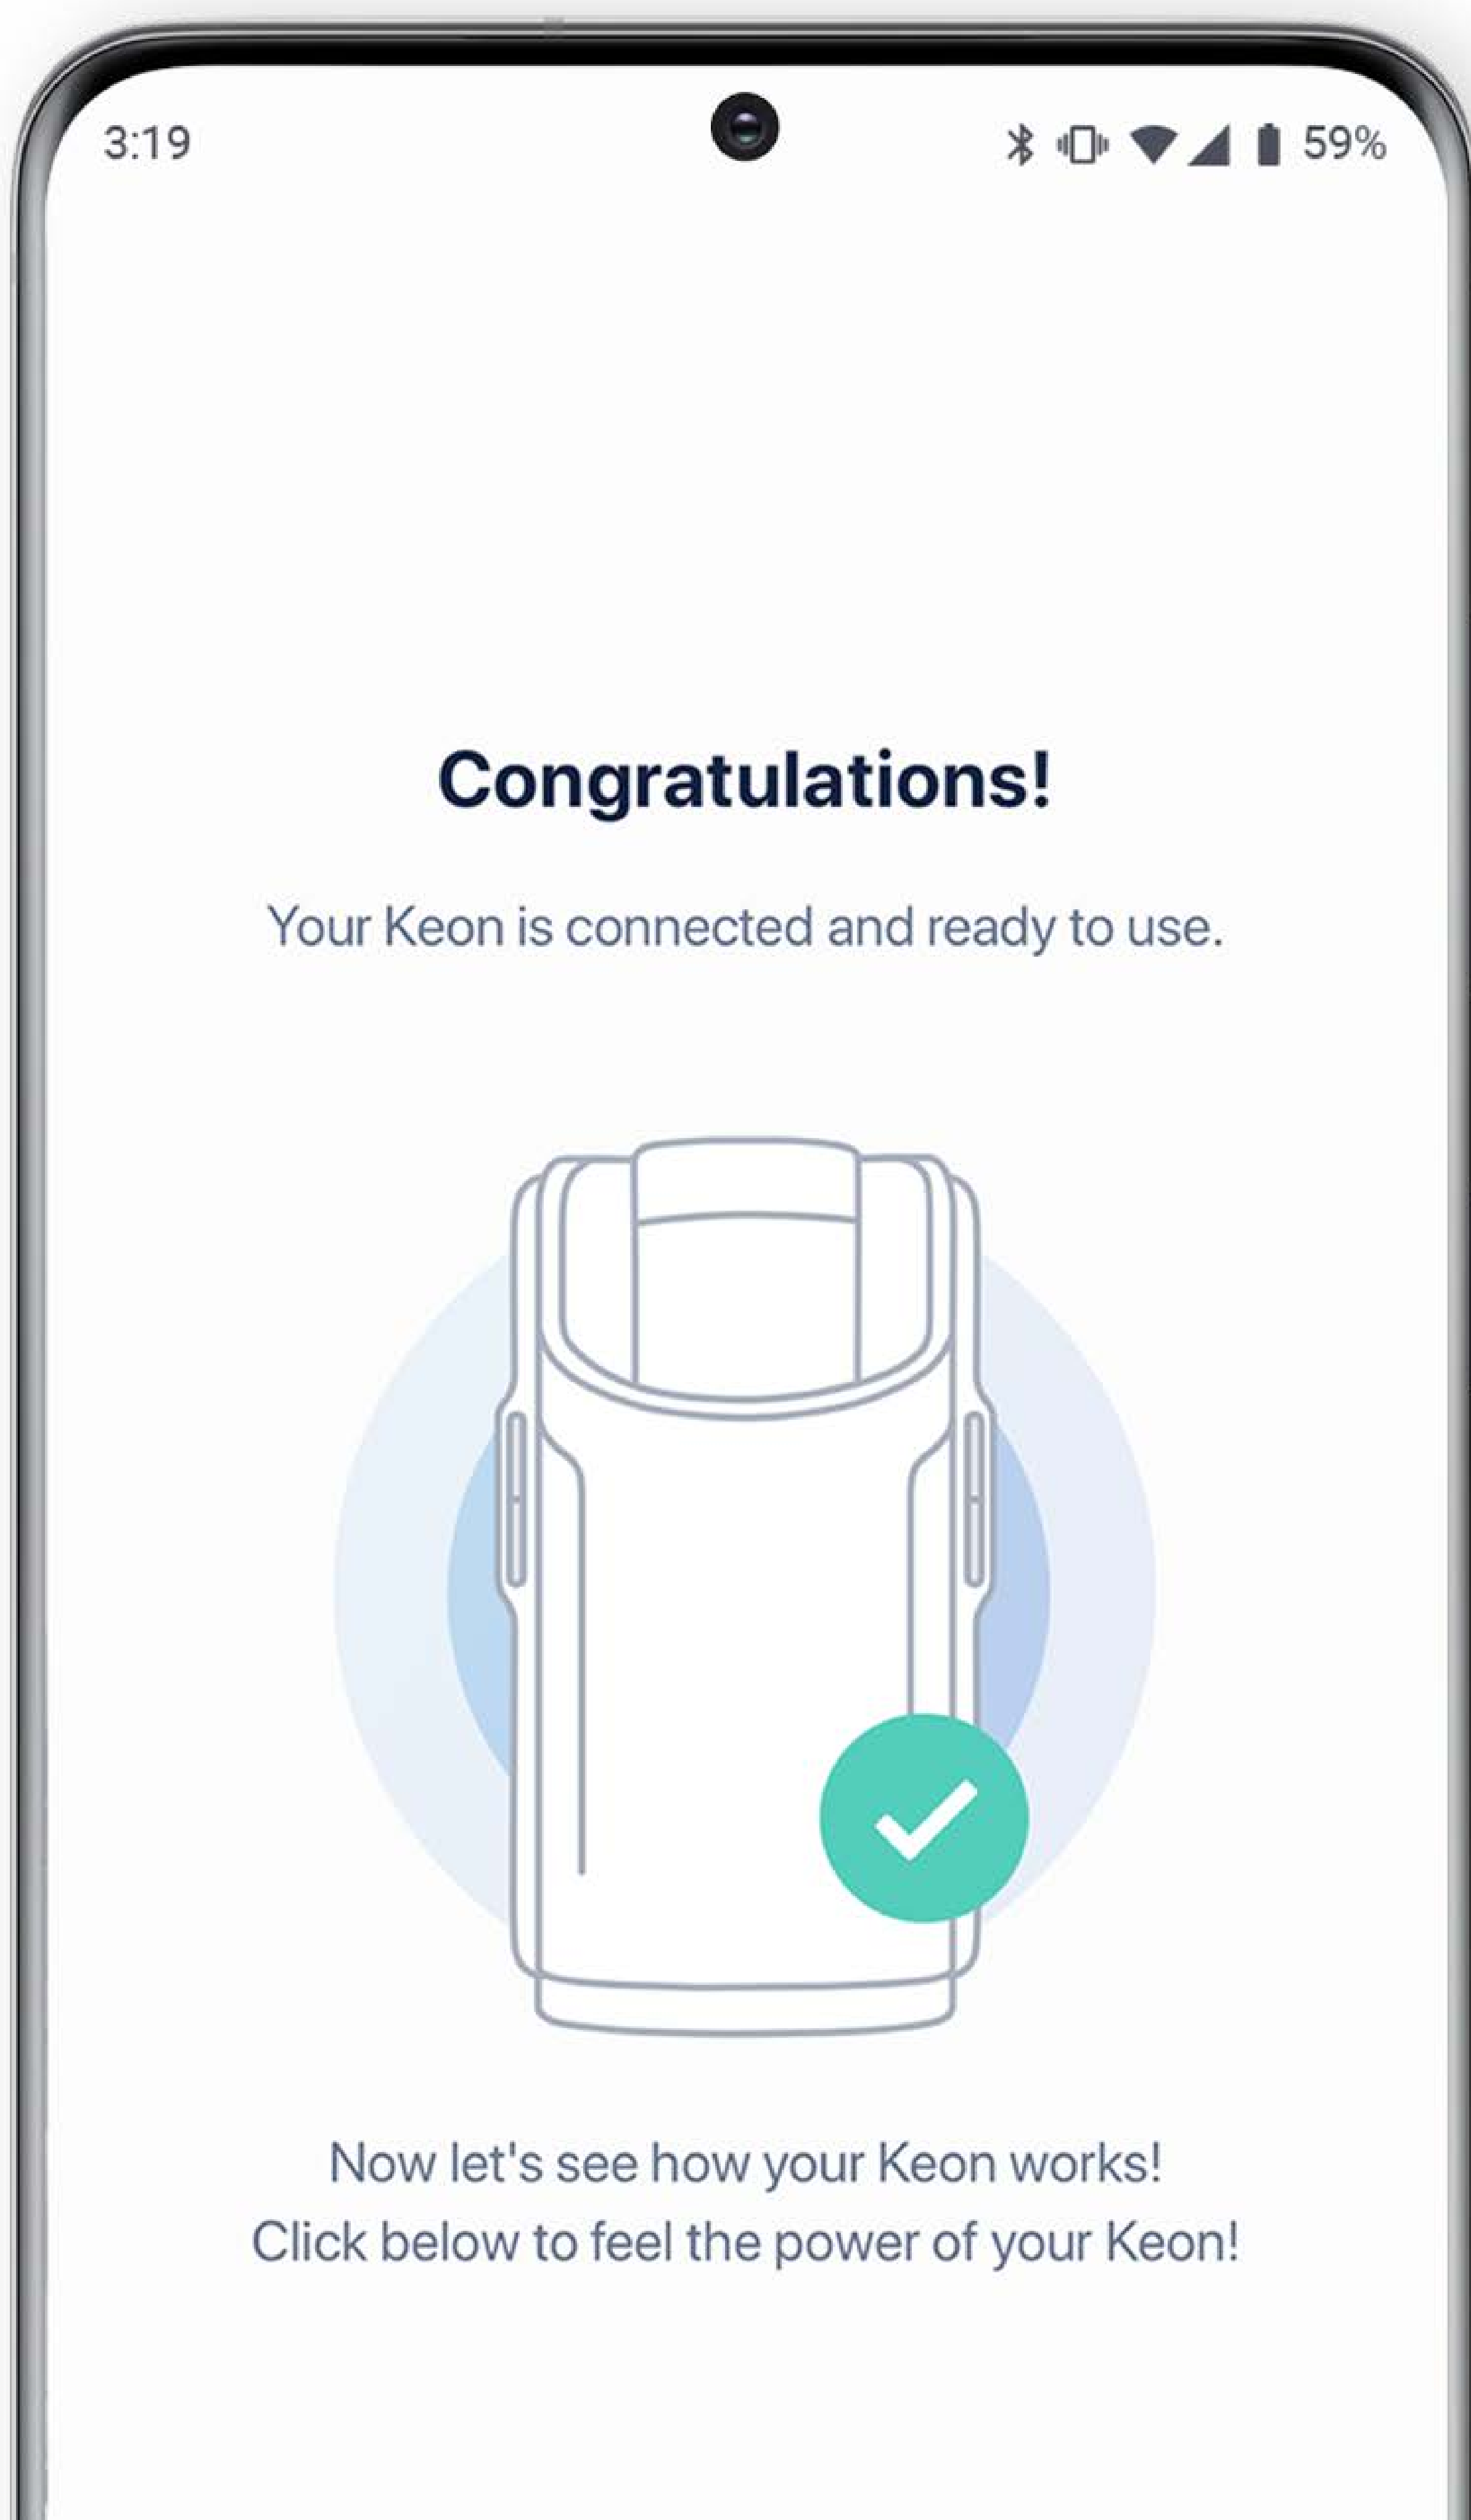 3:19
59%
Congratulations!
Your Keon is connected and ready to use.
Now let's see how your Keon works!
Click below to feel the power of your Keon!